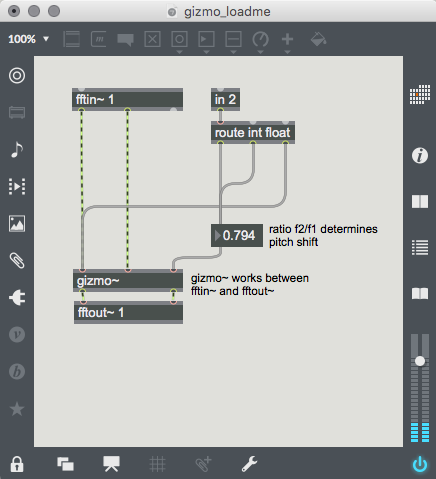 gizmo_loadme
100%
fftin~ 1
in 2
route int float
0.794
ratio f2/f1 determines
pitch shift
gizmo~
gizmo~ works between
fftin~ and fftout~
fftout~ 1